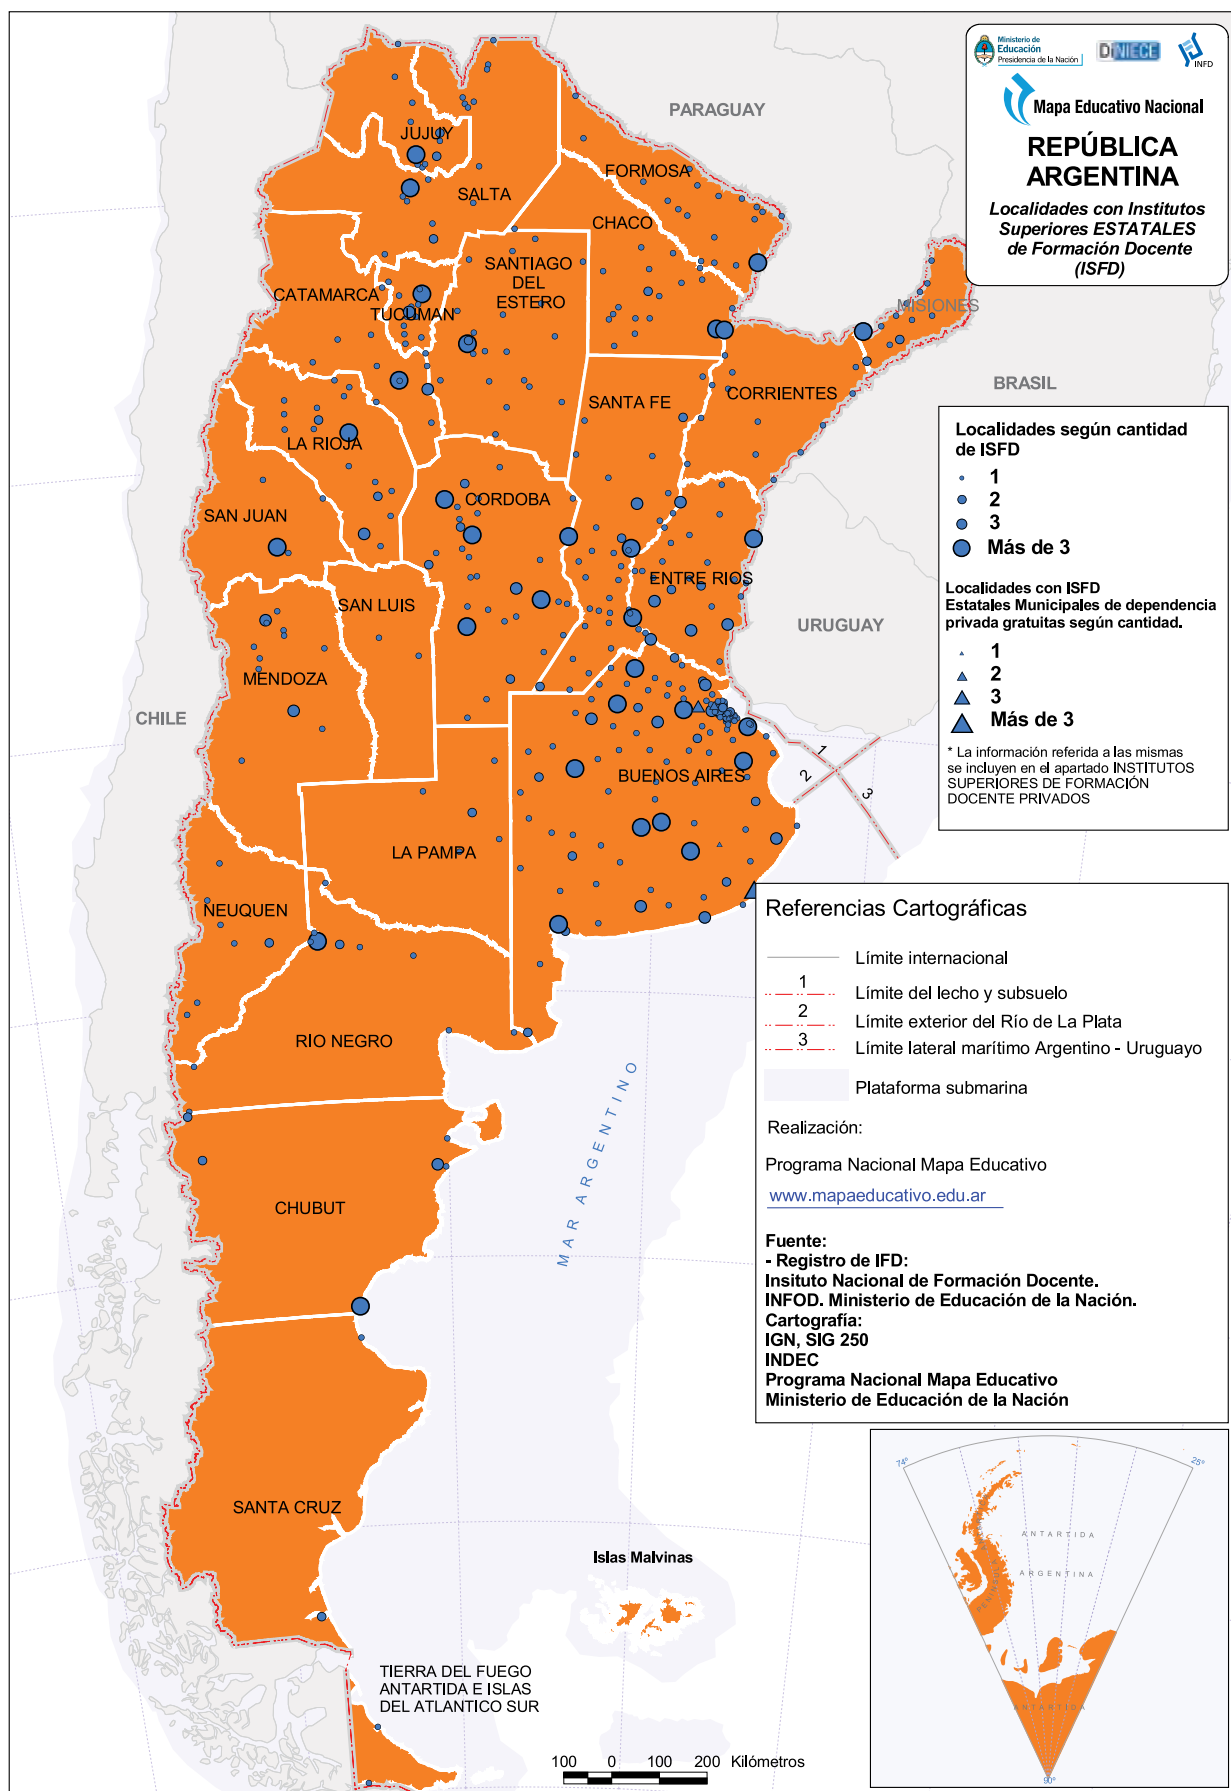 Ministerio de
Educación
Presidencia de la Nación
DiNIECE
INFD
Mapa Educativo Nacional
REPÚBLICA
ARGENTINA
Localidades con Institutos
Superiores ESTATALES
de Formación Docente
(ISFD)
PARAGUAY
JUJUY
FORMOSA
SALTA
CHACO
SANTIAGO
DEL
ESTERO
CATAMARCA
TUCUMAN
MISIONES
BRASIL
CORRIENTES
SANTA FE
LA RIOJA
CORDOBA
SAN JUAN
ENTRE RIOS
SAN LUIS
URUGUAY
MENDOZA
CHILE
BUENOS AIRES
1
2
3
LA PAMPA
NEUQUEN
RIO NEGRO
MAR ARGENTINO
CHUBUT
SANTA CRUZ
Islas Malvinas
TIERRA DEL FUEGO
ANTARTIDA E ISLAS
DEL ATLANTICO SUR
100 0 100 200 Kilómetros
Localidades según cantidad
de ISFD
1
2
3
Más de 3
Localidades con ISFD
Estatales Municipales de dependencia
privada gratuitas según cantidad.
1
2
3
Más de 3
* La información referida a las mismas
se incluyen en el apartado INSTITUTOS
SUPERIORES DE FORMACIÓN
DOCENTE PRIVADOS
Referencias Cartográficas
Límite internacional
1
Límite del lecho y subsuelo
2
Límite exterior del Río de La Plata
3
Límite lateral marítimo Argentino - Uruguayo
Plataforma submarina
Realización:
Programa Nacional Mapa Educativo
www.mapaeducativo.edu.ar
Fuente:
- Registro de IFD:
Insituto Nacional de Formación Docente.
INFOD. Ministerio de Educación de la Nación.
Cartografía:
IGN, SIG 250
INDEC
Programa Nacional Mapa Educativo
Ministerio de Educación de la Nación
74º
25º
ANTARTIDA
ARGENTINA
PENINSULA
ANTARTIDA
90º